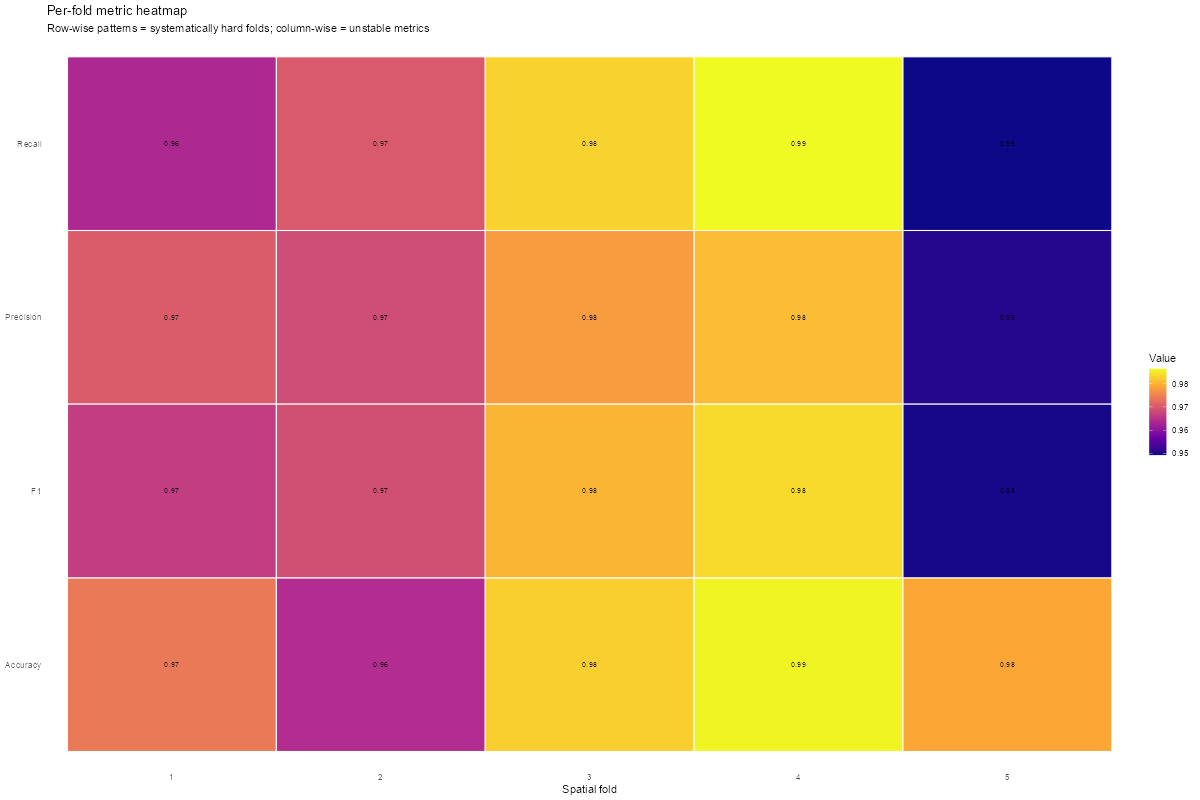 Per-fold metric heatmap
Row-wise patterns = systematically hard folds; column-wise = unstable metrics
Recall 0.96 0.97 0.98 0.99 0.95
Precision 0.97 0.97 0.98 0.98
F1 0.97 0.97 0.98 0.98 0.95
Accuracy 0.97 0.96 0.98 0.99 0.98
1 2 3 4 5
Spatial fold
Value
0.98
0.97
0.96
0.95